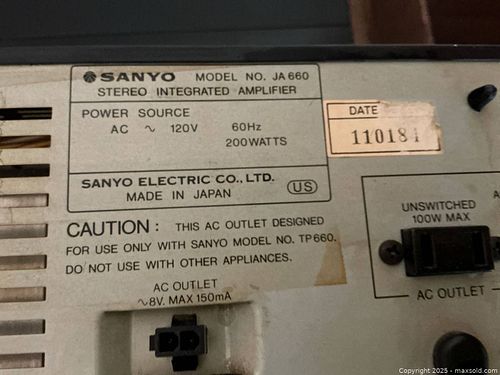 SANYO MODEL NO. JA 660
STEREO INTEGRATED AMPLIFIER
POWER SOURCE
AC ~ 120V 60Hz
200WATTS
SANYO ELECTRIC CO., LTD.
MADE IN JAPAN US
DATE
110181
CAUTION : THIS AC OUTLET DESIGNED
FOR USE ONLY WITH SANYO MODEL NO. TP660.
DO NOT USE WITH OTHER APPLIANCES.
AC OUTLET
~8V. MAX 150mA
UNSWITCHED
100W MAX
AC OUTLET
Copyright 2025 - maxsold.com